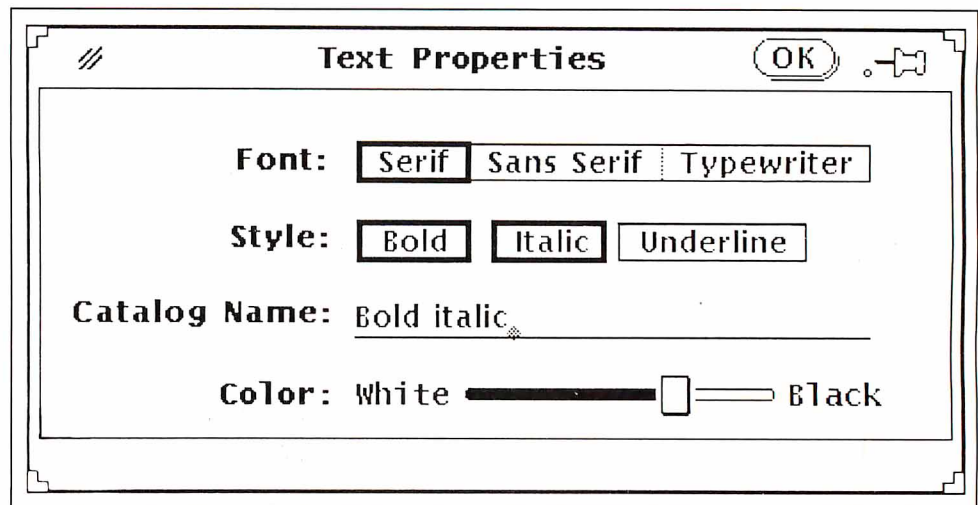 Text Properties OK
Font: Serif Sans Serif Typewriter
Style: Bold Italic Underline
Catalog Name: Bold italic
Color: White Black